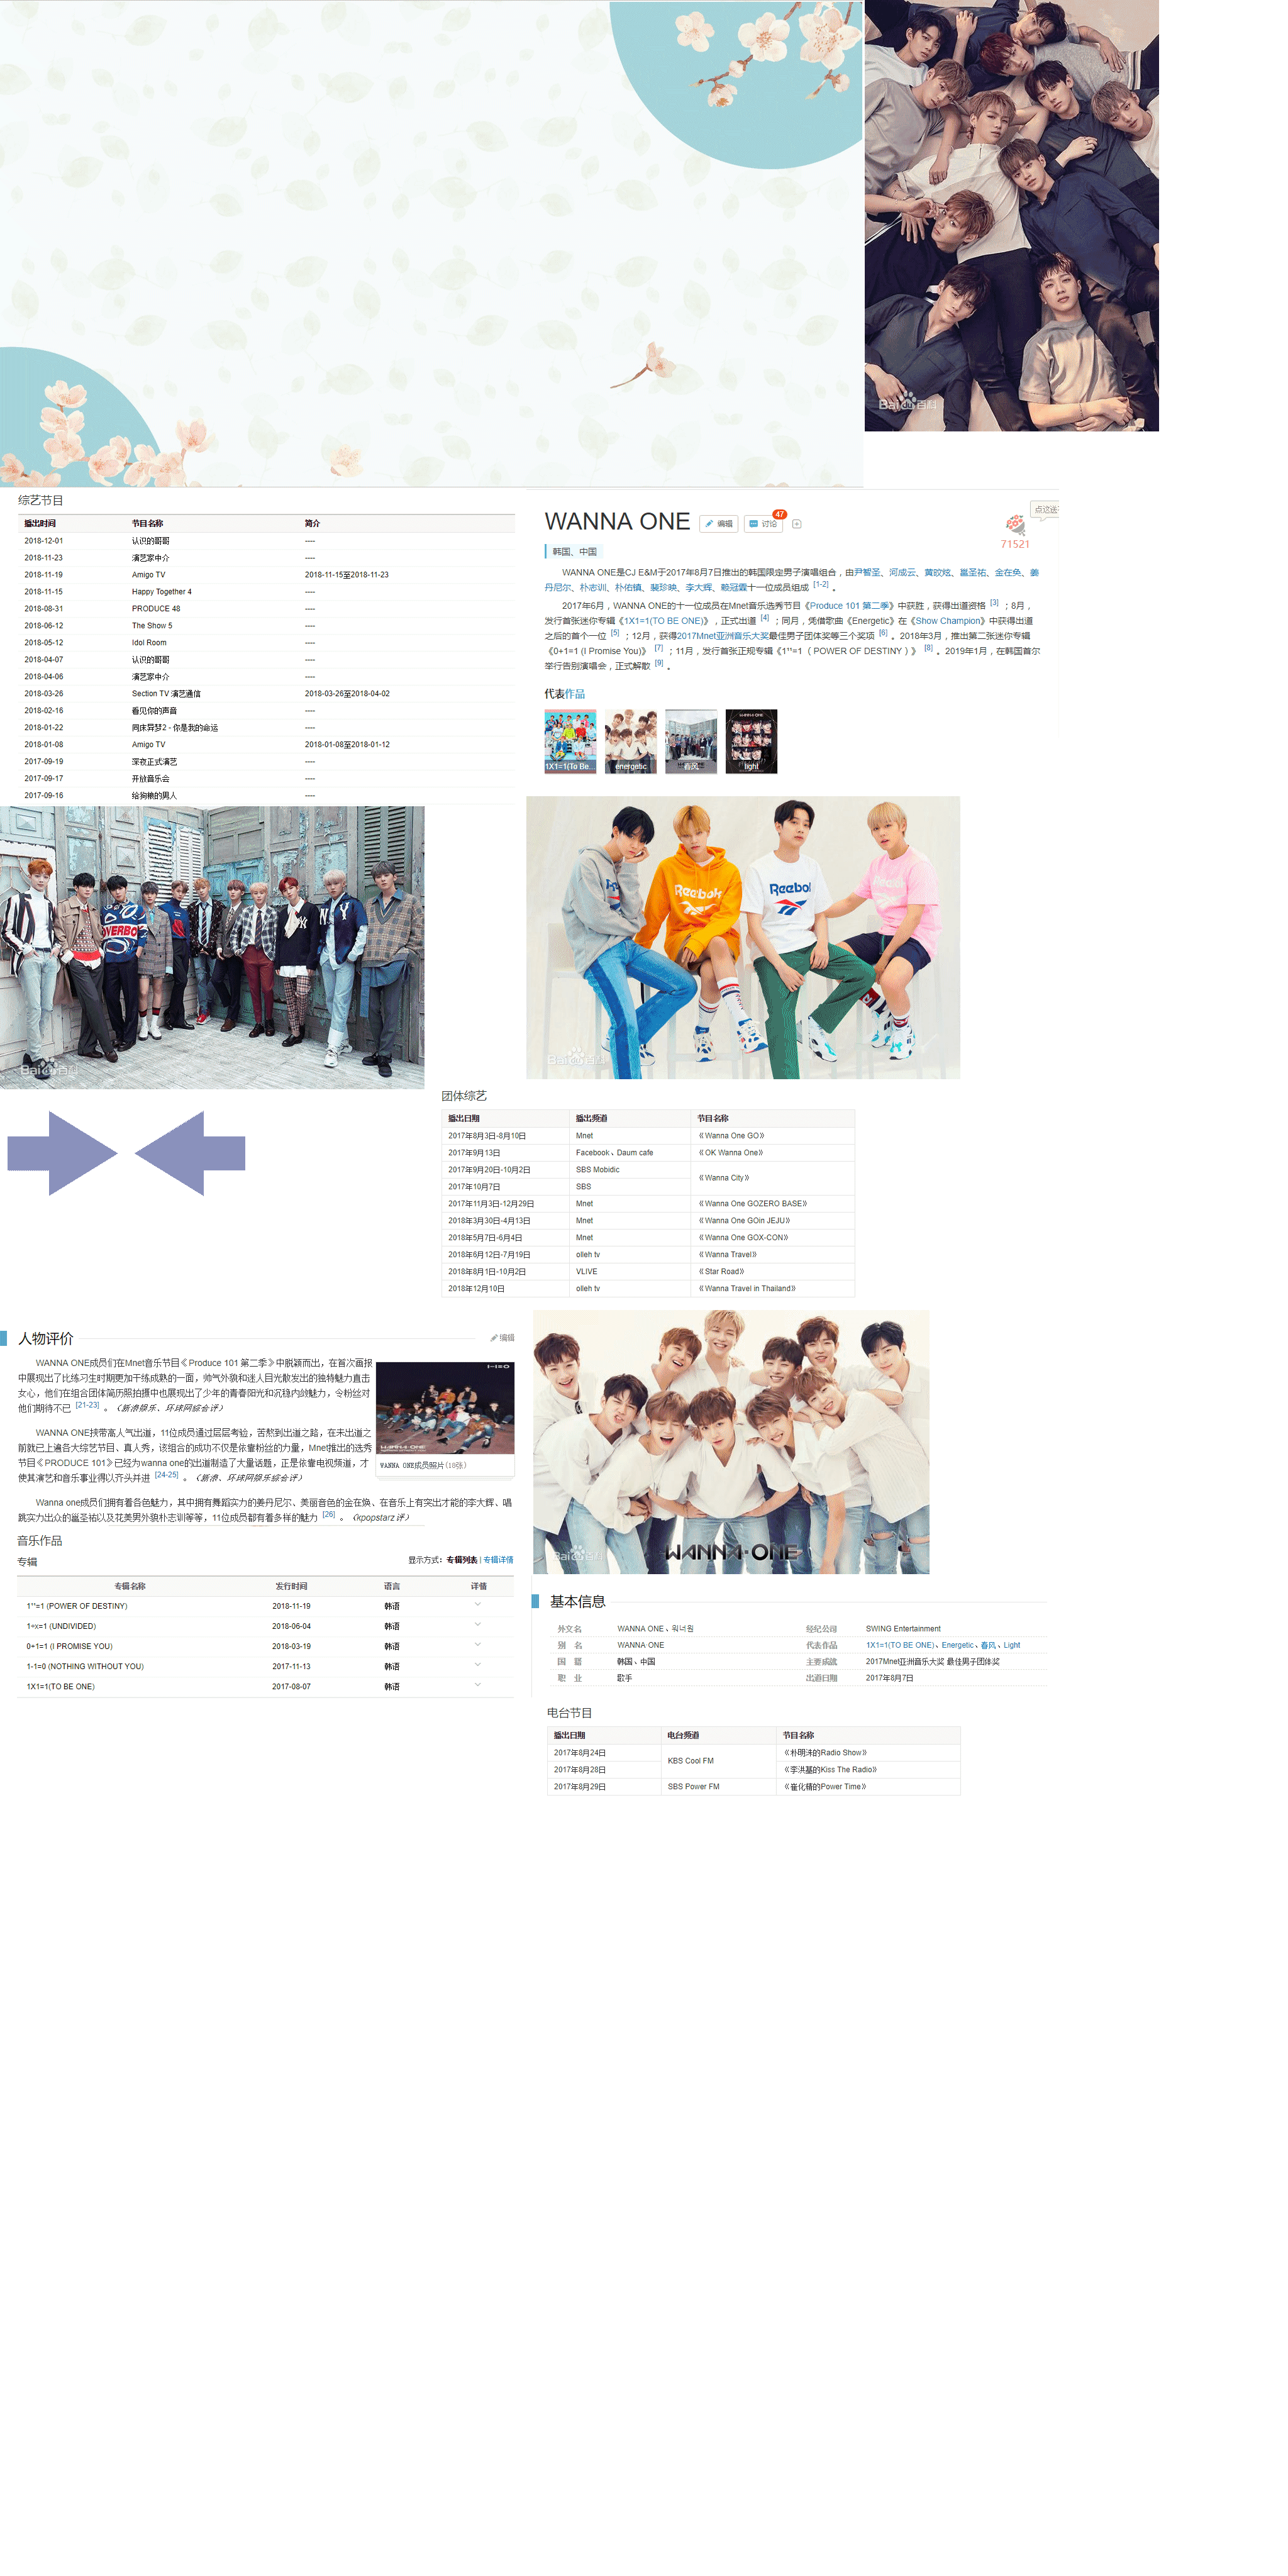 Bai百科
综艺节目
播出时间 节目名称 简介
2018-12-01 认识的哥哥 ----
2018-11-23 演艺家中介 ----
2018-11-19 Amigo TV 2018-11-15至2018-11-23
2018-11-15 Happy Together 4 ----
2018-08-31 PRODUCE 48 ----
2018-06-12 The Show 5 ----
2018-05-12 Idol Room ----
2018-04-07 认识的哥哥 ----
2018-04-06 演艺家中介 ----
2018-03-26 Section TV 演艺通信 2018-03-26至2018-04-02
2018-02-16 看见你的声音 ----
2018-01-22 同床异梦2 - 你是我的命运 ----
2018-01-08 Amigo TV 2018-01-08至2018-01-12
2017-09-19 深夜正式演艺 ----
2017-09-17 开放音乐会 ----
2017-09-16 给狗粮的男人 ----
WANNA ONE 编辑 讨论 47
点这送
71521
韩国、中国
WANNA ONE是CJ E&M于2017年8月7日推出的韩国限定男子演唱组合，由尹智圣、河成云、黄旼炫、邕圣祐、金在奂、姜
丹尼尔、朴志训、朴佑镇、裴珍映、李大辉、赖冠霖十一位成员组成 [1-2] 。
2017年6月，WANNA ONE的十一位成员在Mnet音乐选秀节目《Produce 101 第二季》中获胜，获得出道资格 [3] ；8月，
发行首张迷你专辑《1X1=1(TO BE ONE)》，正式出道 [4] ；同月，凭借歌曲《Energetic》在《Show Champion》中获得出道
之后的首个一位 [5] ；12月，获得2017Mnet亚洲音乐大奖最佳男子团体奖等三个奖项 [6] 。2018年3月，推出第二张迷你专辑
《0+1=1 (I Promise You)》 [7] ；11月，发行首张正规专辑《1¹¹=1（ POWER OF DESTINY ）》 [8] 。2019年1月，在韩国首尔
举行告别演唱会，正式解散 [9] 。
代表作品
1X1=1(To Be... energetic 春风 light
OVERBO
NY
Bai百科
Reebok
Reebok
Bai百科
团体综艺
播出日期 播出频道 节目名称
2017年8月3日-8月10日 Mnet 《Wanna One GO》
2017年9月13日 Facebook、Daum cafe 《OK Wanna One》
2017年9月20日-10月2日 SBS Mobidic 《Wanna City》
2017年10月7日 SBS
2017年11月3日-12月29日 Mnet 《Wanna One GOZERO BASE》
2018年3月30日-4月13日 Mnet 《Wanna One GOin JEJU》
2018年5月7日-6月4日 Mnet 《Wanna One GOX-CON》
2018年6月12日-7月19日 olleh tv 《Wanna Travel》
2018年8月1日-10月2日 VLIVE 《Star Road》
2018年12月10日 olleh tv 《Wanna Travel in Thailand》
人物评价 编辑
WANNA ONE成员们在Mnet音乐节目《Produce 101 第二季》中脱颖而出，在首次画报
中展现出了比练习生时期更加干练成熟的一面，帅气外貌和迷人目光散发出的独特魅力直击
女心，他们在组合团体简历照拍摄中也展现出了少年的青春阳光和沉稳内敛魅力，令粉丝对
他们期待不已 [21-23] 。（新浪娱乐、环球网综合评）
WANNA ONE挟带高人气出道，11位成员通过层层考验，苦熬到出道之路，在未出道之
前就已上遍各大综艺节目、真人秀，该组合的成功不仅是依靠粉丝的力量，Mnet推出的选秀
节目《PRODUCE 101》已经为wanna one的出道制造了大量话题，正是依靠电视频道，才
使其演艺和音乐事业得以齐头并进 [24-25] 。（新浪、环球网娱乐综合评）
1-1=0
WANNA·ONE
WANNA ONE成员照片(18张)
Wanna one成员们拥有着各色魅力，其中拥有舞蹈实力的姜丹尼尔、美丽音色的金在焕、在音乐上有突出才能的李大辉、唱
跳实力出众的邕圣祐以及花美男外貌朴志训等等，11位成员都有着多样的魅力 [26] 。（kpopstarz 评）
音乐作品
专辑 显示方式：专辑列表 | 专辑详情
专辑名称 发行时间 语言 详情
1¹¹=1 (POWER OF DESTINY) 2018-11-19 韩语
1÷x=1 (UNDIVIDED) 2018-06-04 韩语
0+1=1 (I PROMISE YOU) 2018-03-19 韩语
1-1=0 (NOTHING WITHOUT YOU) 2017-11-13 韩语
1X1=1(TO BE ONE) 2017-08-07 韩语
Bai百科
WANNA·ONE
基本信息
外文名 WANNA ONE、워너원 经纪公司 SWING Entertainment
别 名 WANNA ONE 代表作品 1X1=1(TO BE ONE)、Energetic、春风、Light
国 籍 韩国、中国 主要成就 2017Mnet亚洲音乐大奖 最佳男子团体奖
职 业 歌手 出道日期 2017年8月7日
电台节目
播出日期 电台频道 节目名称
2017年8月24日 KBS Cool FM 《朴明洙的Radio Show》
2017年8月28日 《李洪基的Kiss The Radio》
2017年8月29日 SBS Power FM 《崔化精的Power Time》